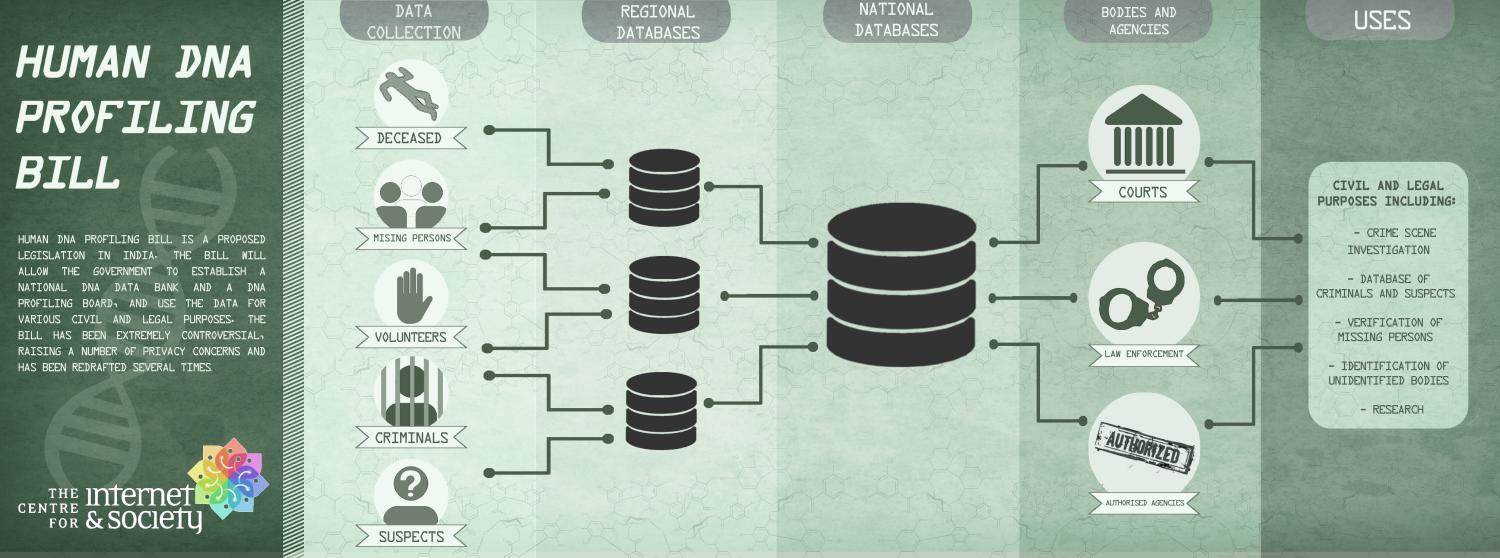 HUMAN DNA
PROFILING
BILL
HUMAN DNA PROFILING BILL IS A PROPOSED
LEGISLATION IN INDIA. THE BILL WILL
ALLOW THE GOVERNMENT TO ESTABLISH A
NATIONAL DNA DATA BANK AND A DNA
PROFILING BOARD, AND USE THE DATA FOR
VARIOUS CIVIL AND LEGAL PURPOSES. THE
BILL HAS BEEN EXTREMELY CONTROVERSIAL,
RAISING A NUMBER OF PRIVACY CONCERNS AND
HAS BEEN REDRAFTED SEVERAL TIMES.
THE CENTRE FOR internet & society
DATA
COLLECTION
DECEASED
MISING PERSONS
VOLUNTEERS
CRIMINALS
?
SUSPECTS
REGIONAL
DATABASES
NATIONAL
DATABASES
BODIES AND
AGENCIES
COURTS
LAW ENFORCEMENT
AUTHORIZED
AUTHORISED AGENCIES
USES
CIVIL AND LEGAL
PURPOSES INCLUDING:
- CRIME SCENE
INVESTIGATION
- DATABASE OF
CRIMINALS AND SUSPECTS
- VERIFICATION OF
MISSING PERSONS
- IDENTIFICATION OF
UNIDENTIFIED BODIES
- RESEARCH